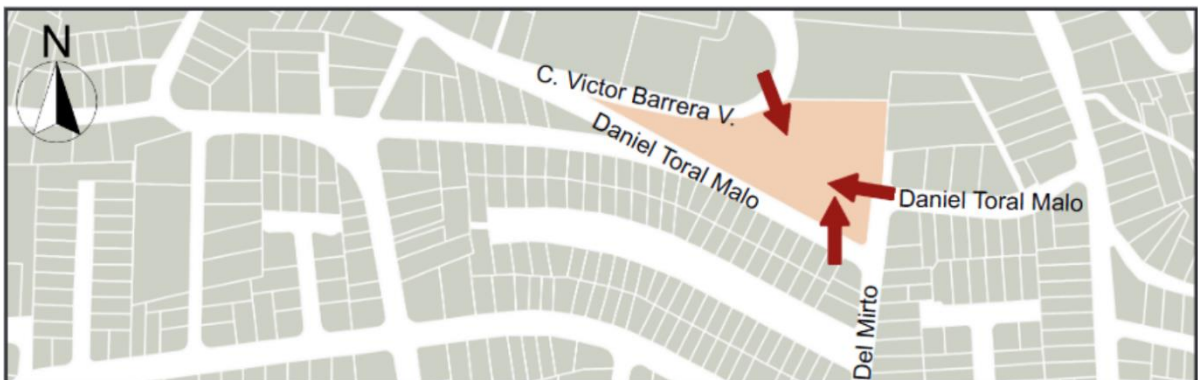 N
C. Victor Barrera V.
Daniel Toral Malo
Daniel Toral Malo
Del Mirto